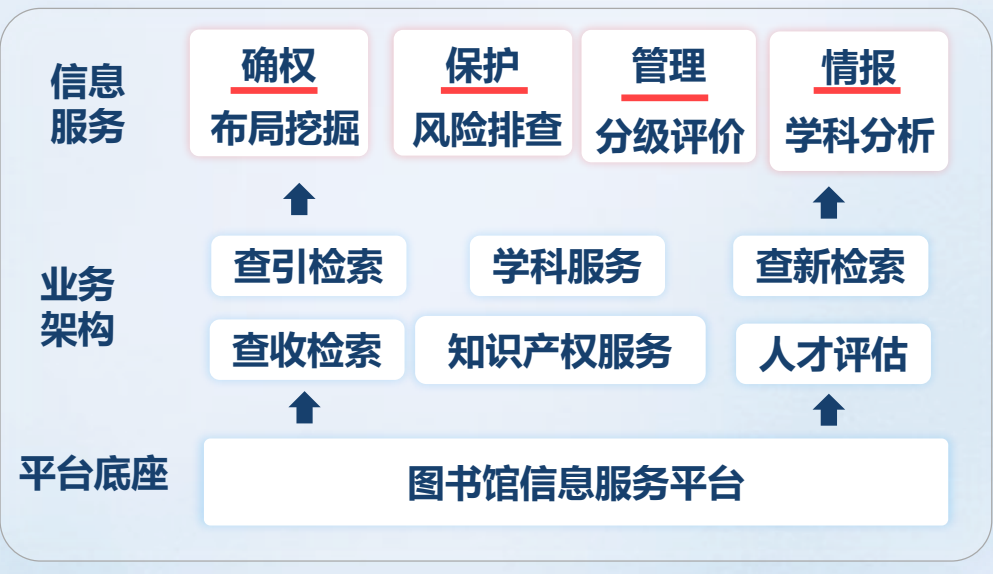 信息
服务
确权
布局挖掘
保护
风险排查
管理
分级评价
情报
学科分析
业务
架构
查引检索
学科服务
查新检索
查收检索
知识产权服务
人才评估
平台底座
图书馆信息服务平台